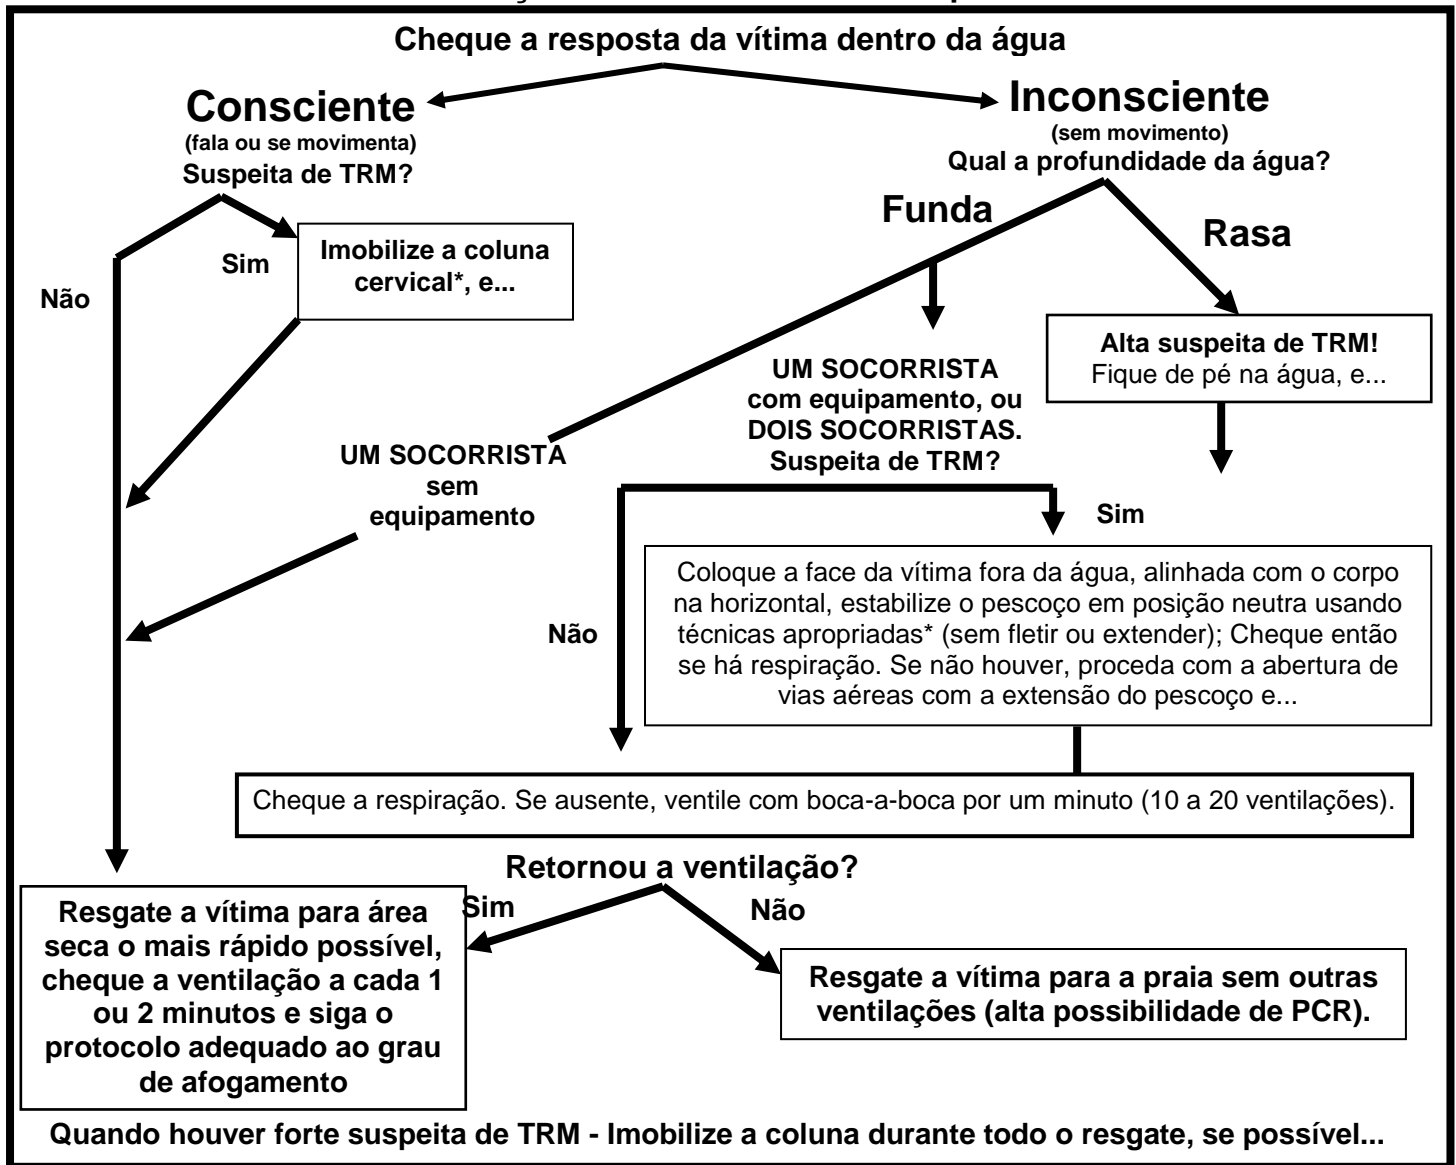 Cheque a resposta da vítima dentro da água
Consciente
(fala ou se movimenta)
Suspeita de TRM?
Inconsciente
(sem movimento)
Qual a profundidade da água?
Funda
Rasa
Sim
Não
Imobilize a coluna
cervical*, e...
Alta suspeita de TRM!
Fique de pé na água, e...
UM SOCORRISTA
com equipamento, ou
DOIS SOCORRISTAS.
Suspeita de TRM?
UM SOCORRISTA
sem
equipamento
Sim
Não
Coloque a face da vítima fora da água, alinhada com o corpo
na horizontal, estabilize o pescoço em posição neutra usando
técnicas apropriadas* (sem fletir ou extender); Cheque então
se há respiração. Se não houver, proceda com a abertura de
vias aéreas com a extensão do pescoço e...
Cheque a respiração. Se ausente, ventile com boca-a-boca por um minuto (10 a 20 ventilações).
Retornou a ventilação?
Sim
Não
Resgate a vítima para área
seca o mais rápido possível,
cheque a ventilação a cada 1
ou 2 minutos e siga o
protocolo adequado ao grau
de afogamento
Resgate a vítima para a praia sem outras
ventilações (alta possibilidade de PCR).
Quando houver forte suspeita de TRM - Imobilize a coluna durante todo o resgate, se possível...